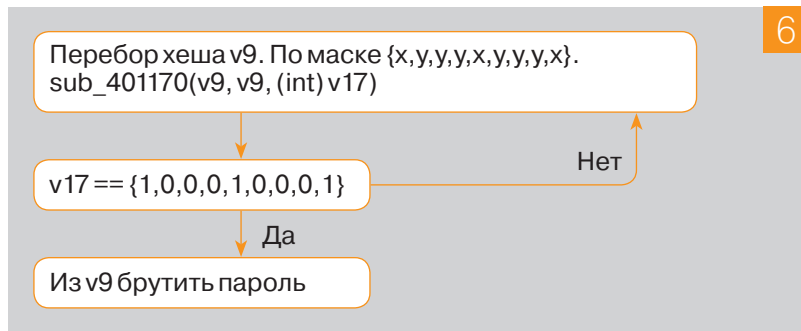 6
Перебор хеша v9. По маске {x,y,y,y,x,y,y,y,x}.
sub_401170(v9, v9, (int) v17)
Нет
v17 == {1,0,0,0,1,0,0,0,1}
Да
Из v9 брутить пароль